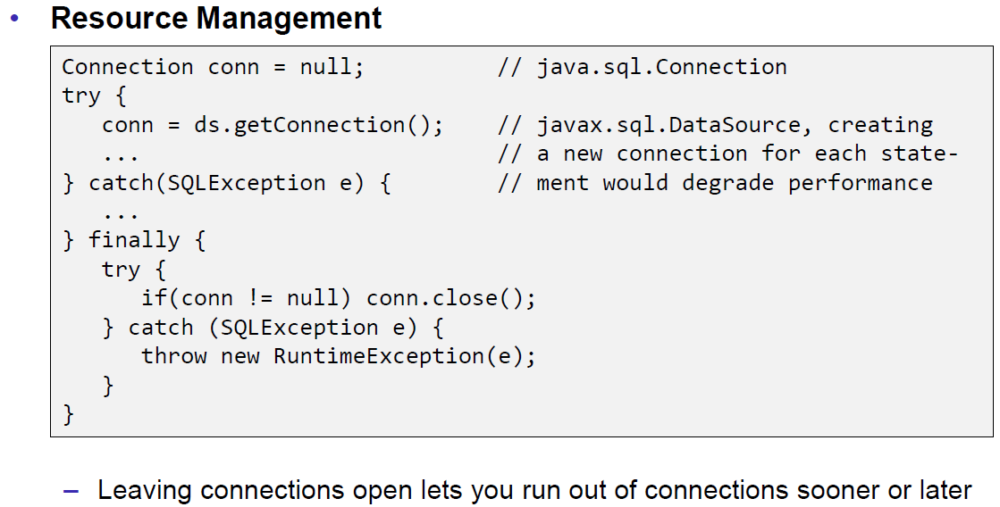 • Resource Management
Connection conn = null;          // java.sql.Connection
try {
   conn = ds.getConnection();    // javax.sql.DataSource, creating
   ...                           // a new connection for each state-
} catch(SQLException e) {        // ment would degrade performance
   ...
} finally {
   try {
      if(conn != null) conn.close();
   } catch (SQLException e) {
      throw new RuntimeException(e);
   }
}
– Leaving connections open lets you run out of connections sooner or later